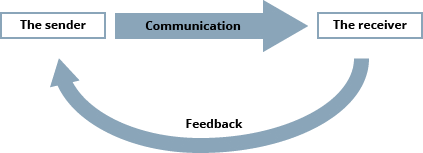 The sender
Communication
The receiver
Feedback